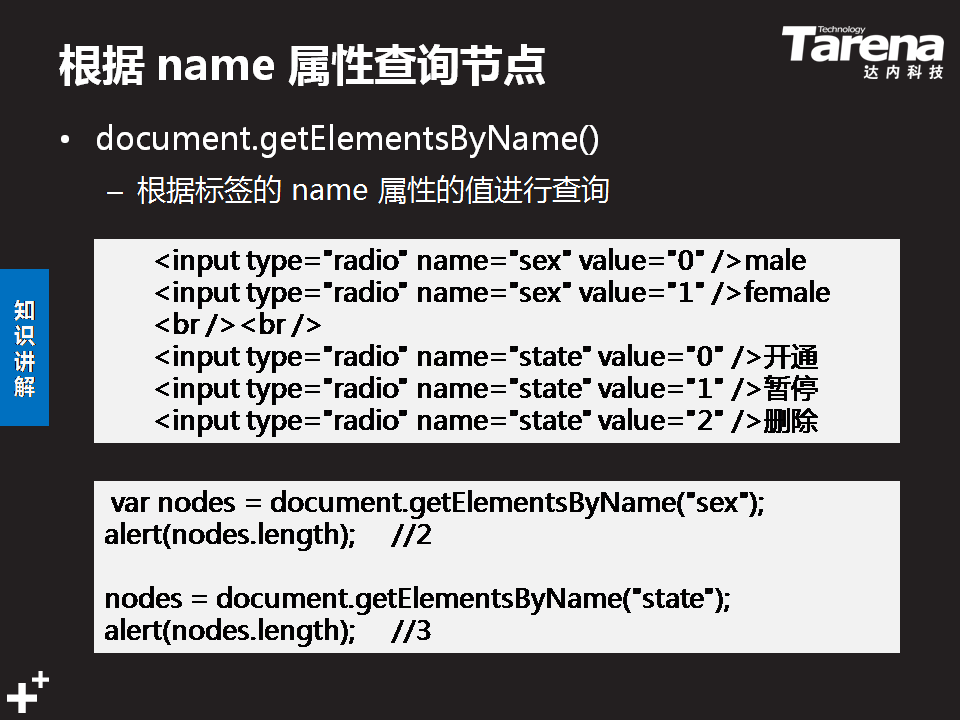 根据 name 属性查询节点
Technology
Tarena
达内科技
• document.getElementsByName()
– 根据标签的 name 属性的值进行查询
<input type="radio" name="sex" value="0" />male
<input type="radio" name="sex" value="1" />female
<br /><br />
<input type="radio" name="state" value="0" />开通
<input type="radio" name="state" value="1" />暂停
<input type="radio" name="state" value="2" />删除
知识讲解
var nodes = document.getElementsByName("sex");
alert(nodes.length); //2
nodes = document.getElementsByName("state");
alert(nodes.length); //3